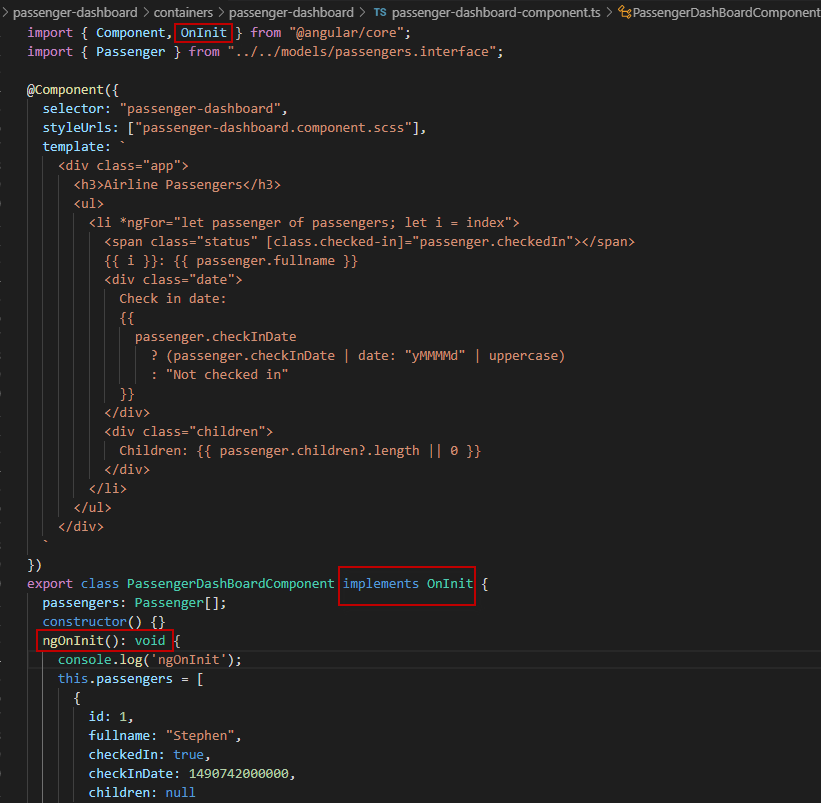 passenger-dashboard > containers > passenger-dashboard > TS passenger-dashboard-component.ts > PassengerDashBoardComponent
import { Component, OnInit } from "@angular/core";
import { Passenger } from "../../models/passengers.interface";
@Component({
selector: "passenger-dashboard",
styleUrls: ["passenger-dashboard.component.scss"],
template: `
<div class="app">
<h3>Airline Passengers</h3>
<ul>
<li *ngFor="let passenger of passengers; let i = index">
<span class="status" [class.checked-in]="passenger.checkedIn"></span>
{{ i }}: {{ passenger.fullname }}
<div class="date">
Check in date:
{{
passenger.checkInDate
? (passenger.checkInDate | date: "yMMMMd" | uppercase)
: "Not checked in"
}}
</div>
<div class="children">
Children: {{ passenger.children?.length || 0 }}
</div>
</li>
</ul>
</div>
`
})
export class PassengerDashBoardComponent implements OnInit {
passengers: Passenger[];
constructor() {}
ngOnInit(): void {
console.log('ngOnInit');
this.passengers = [
{
id: 1,
fullname: "Stephen",
checkedIn: true,
checkInDate: 1490742000000,
children: null